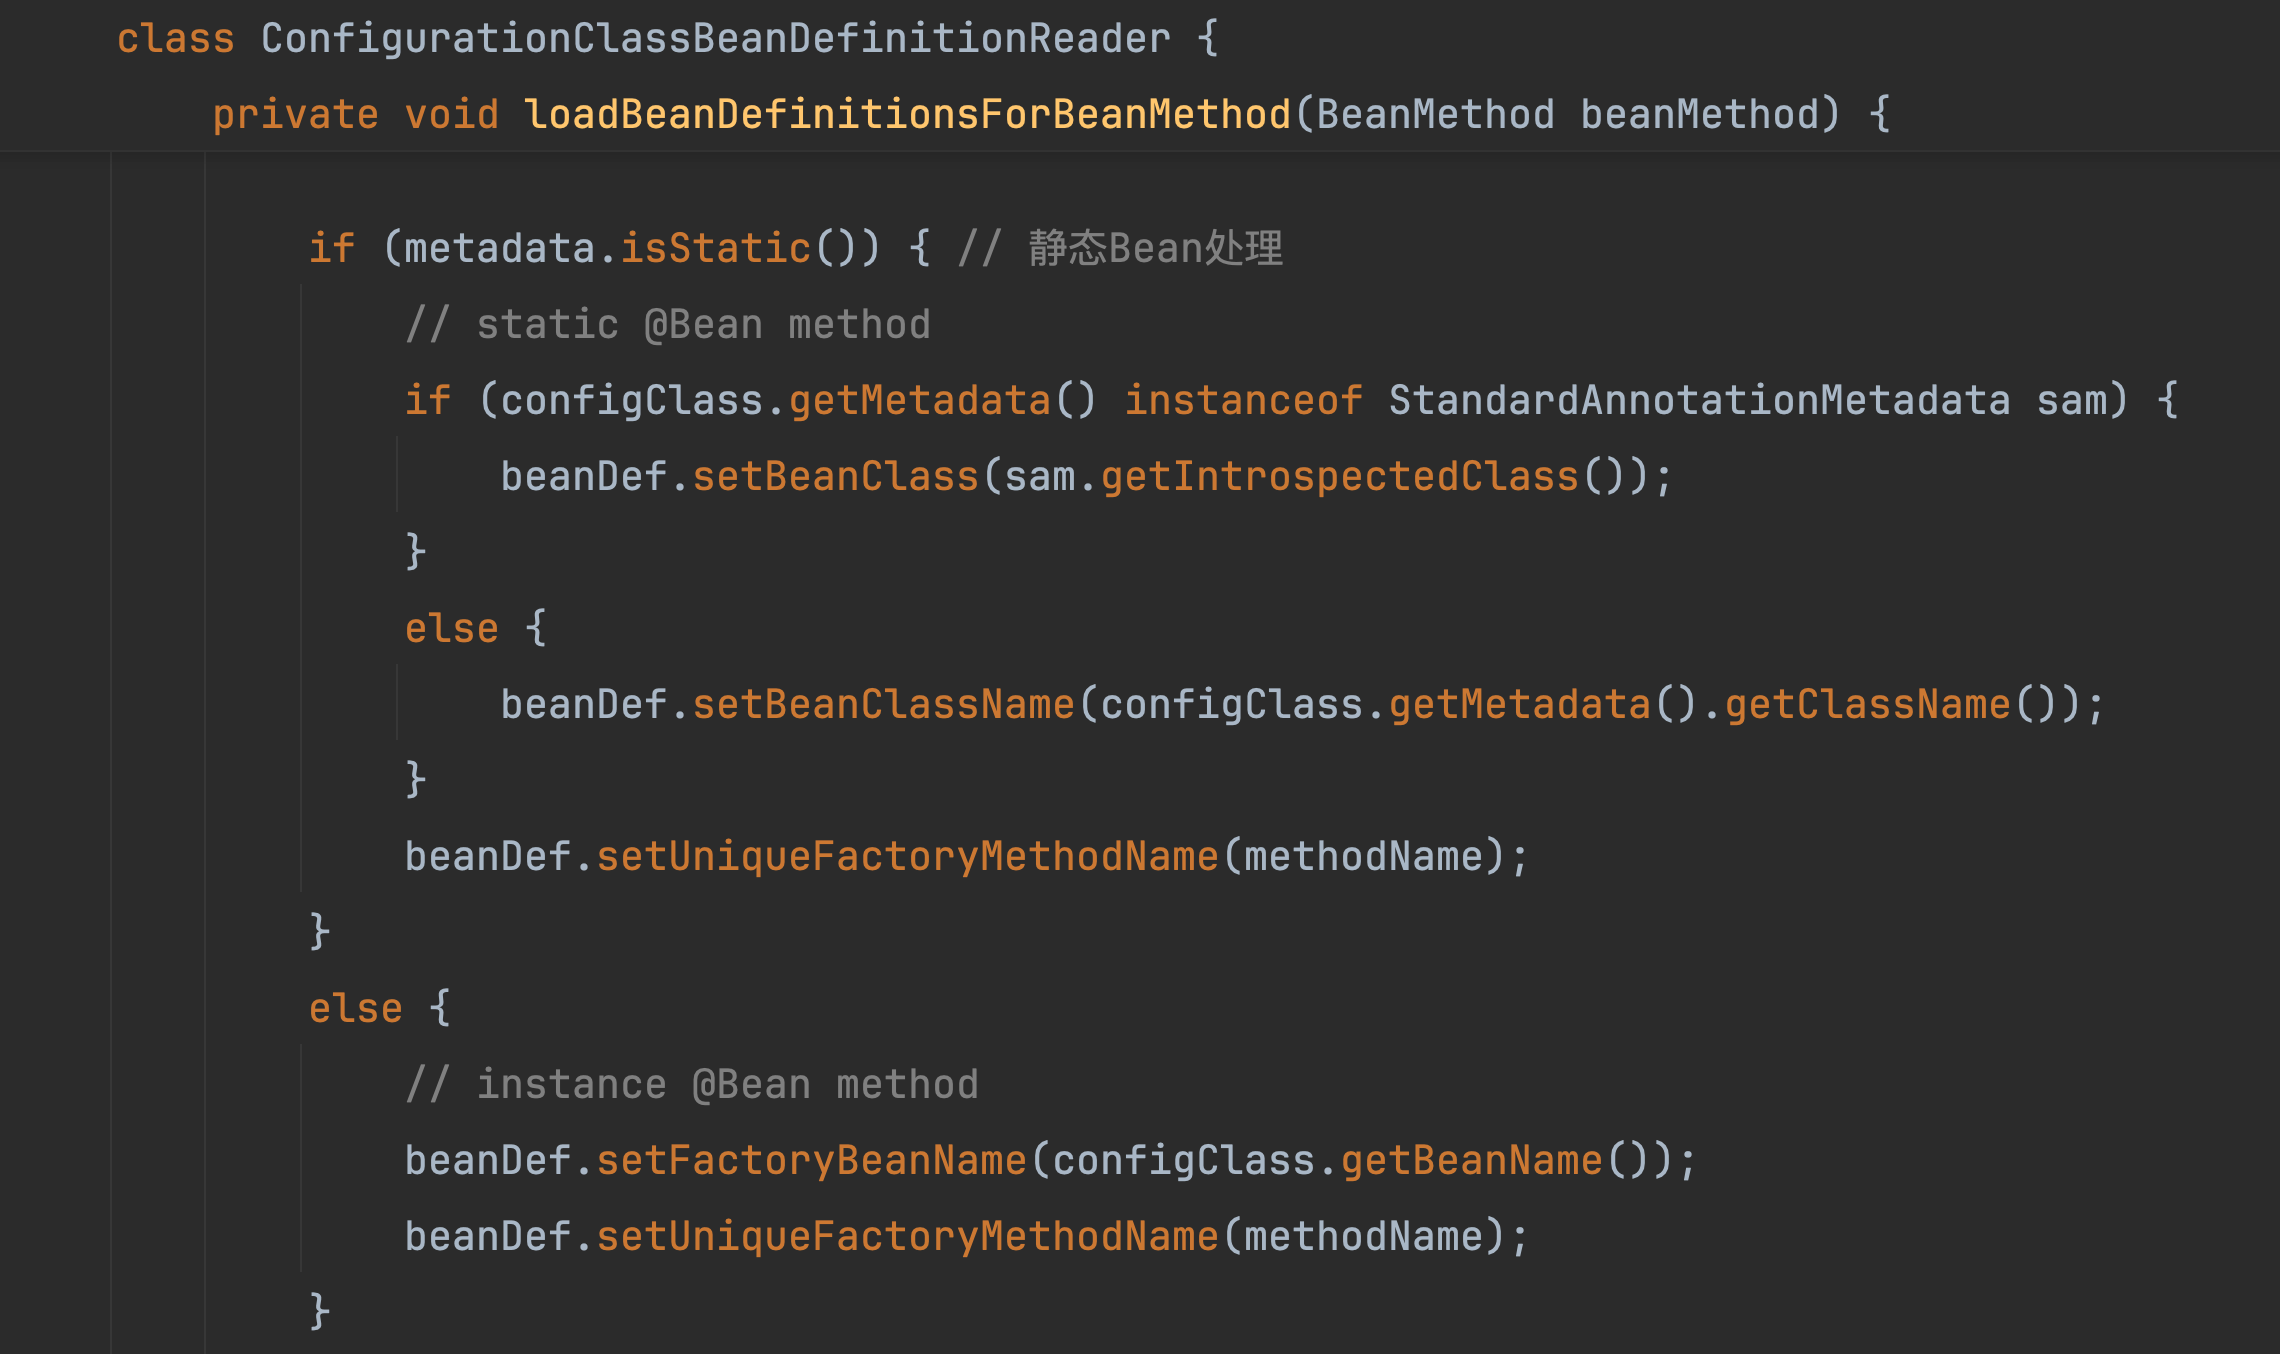 class ConfigurationClassBeanDefinitionReader {
private void loadBeanDefinitionsForBeanMethod(BeanMethod beanMethod) {
if (metadata.isStatic()) { // 静态Bean处理
// static @Bean method
if (configClass.getMetadata() instanceof StandardAnnotationMetadata sam) {
beanDef.setBeanClass(sam.getIntrospectedClass());
}
else {
beanDef.setBeanClassName(configClass.getMetadata().getClassName());
}
beanDef.setUniqueFactoryMethodName(methodName);
}
else {
// instance @Bean method
beanDef.setFactoryBeanName(configClass.getBeanName());
beanDef.setUniqueFactoryMethodName(methodName);
}